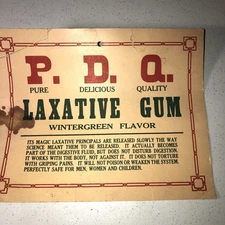 P. D. Q.
PURE DELICIOUS QUALITY
LAXATIVE GUM
WINTERGREEN FLAVOR
ITS MAGIC LAXATIVE PRINCIPALS ARE RELEASED SLOWLY THE WAY
SCIENCE MEANT THEM TO BE RELEASED. IT ACTUALLY BECOMES
PART OF THE DIGESTIVE FLUID, BUT DOES NOT DISTURB DIGESTION.
IT WORKS WITH THE BODY, NOT AGAINST IT. IT DOES NOT TORTURE
WITH GRIPING PAINS. IT WILL NOT POISON OR WEAKEN THE SYSTEM.
PERFECTLY SAFE FOR MEN, WOMEN AND CHILDREN.